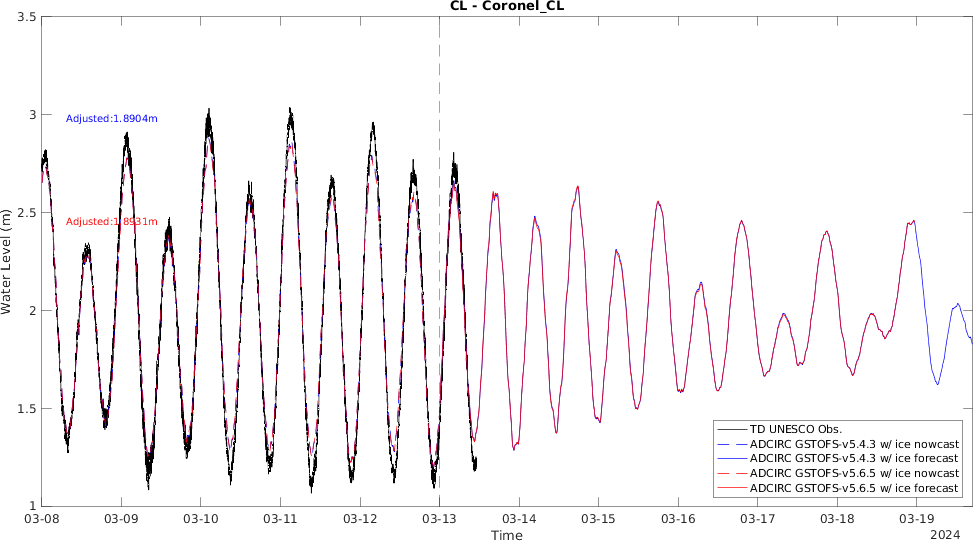 CL - Coronel_CL
3.5
3
2.5
2
1.5
1
Water Level (m)
Adjusted:1.8904m
Adjusted:1.8931m
TD UNESCO Obs.
ADCIRC GSTOFS-v5.4.3 w/ ice nowcast
ADCIRC GSTOFS-v5.4.3 w/ ice forecast
ADCIRC GSTOFS-v5.6.5 w/ ice nowcast
ADCIRC GSTOFS-v5.6.5 w/ ice forecast
03-08 03-09 03-10 03-11 03-12 03-13 03-14 03-15 03-16 03-17 03-18 03-19
Time
2024